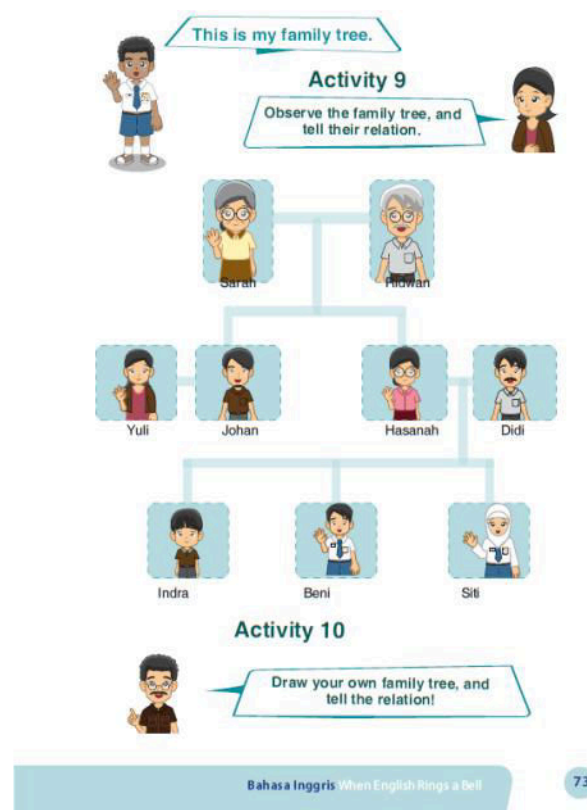 This is my family tree.
Activity 9
Observe the family tree, and
tell their relation.
Sarah
Ridwan
Yuli
Johan
Hasanah
Didi
Indra
Beni
Siti
Activity 10
Draw your own family tree, and
tell the relation!
Bahasa Inggris When English Rings a Bell
73